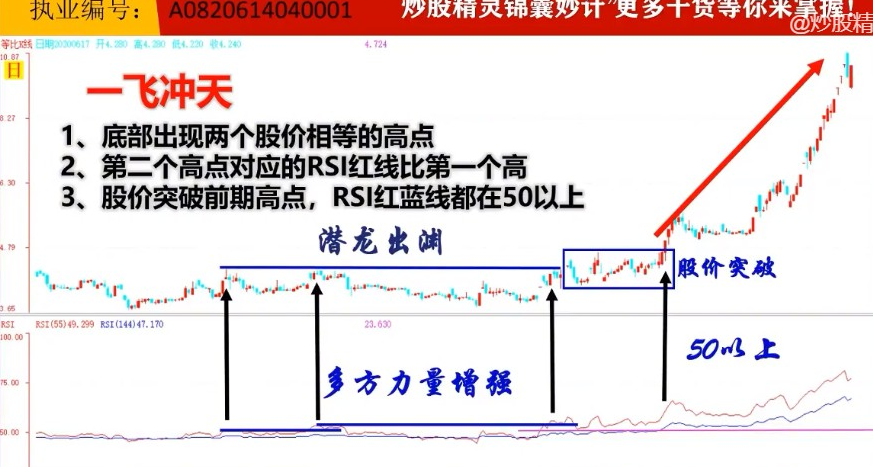 执业编号: A0820614040001 炒股精灵锦囊妙计"更多干货等你来掌握!
@炒股精
等比K线 日期20200617 开4.280 高4.280 低4.220 收4.240 4.724
10.87
日
一飞冲天
1、底部出现两个股价相等的高点
8.27
2、第二个高点对应的RSI红线比第一个高
6.30
3、股价突破前期高点,RSI红蓝线都在50以上
潜龙出渊
4.79
股价突破
3.65
RSI RSI(55)49.299 RSI(144)47.170 23.630
100.00
50以上
多方力量增强
75.00
50.00